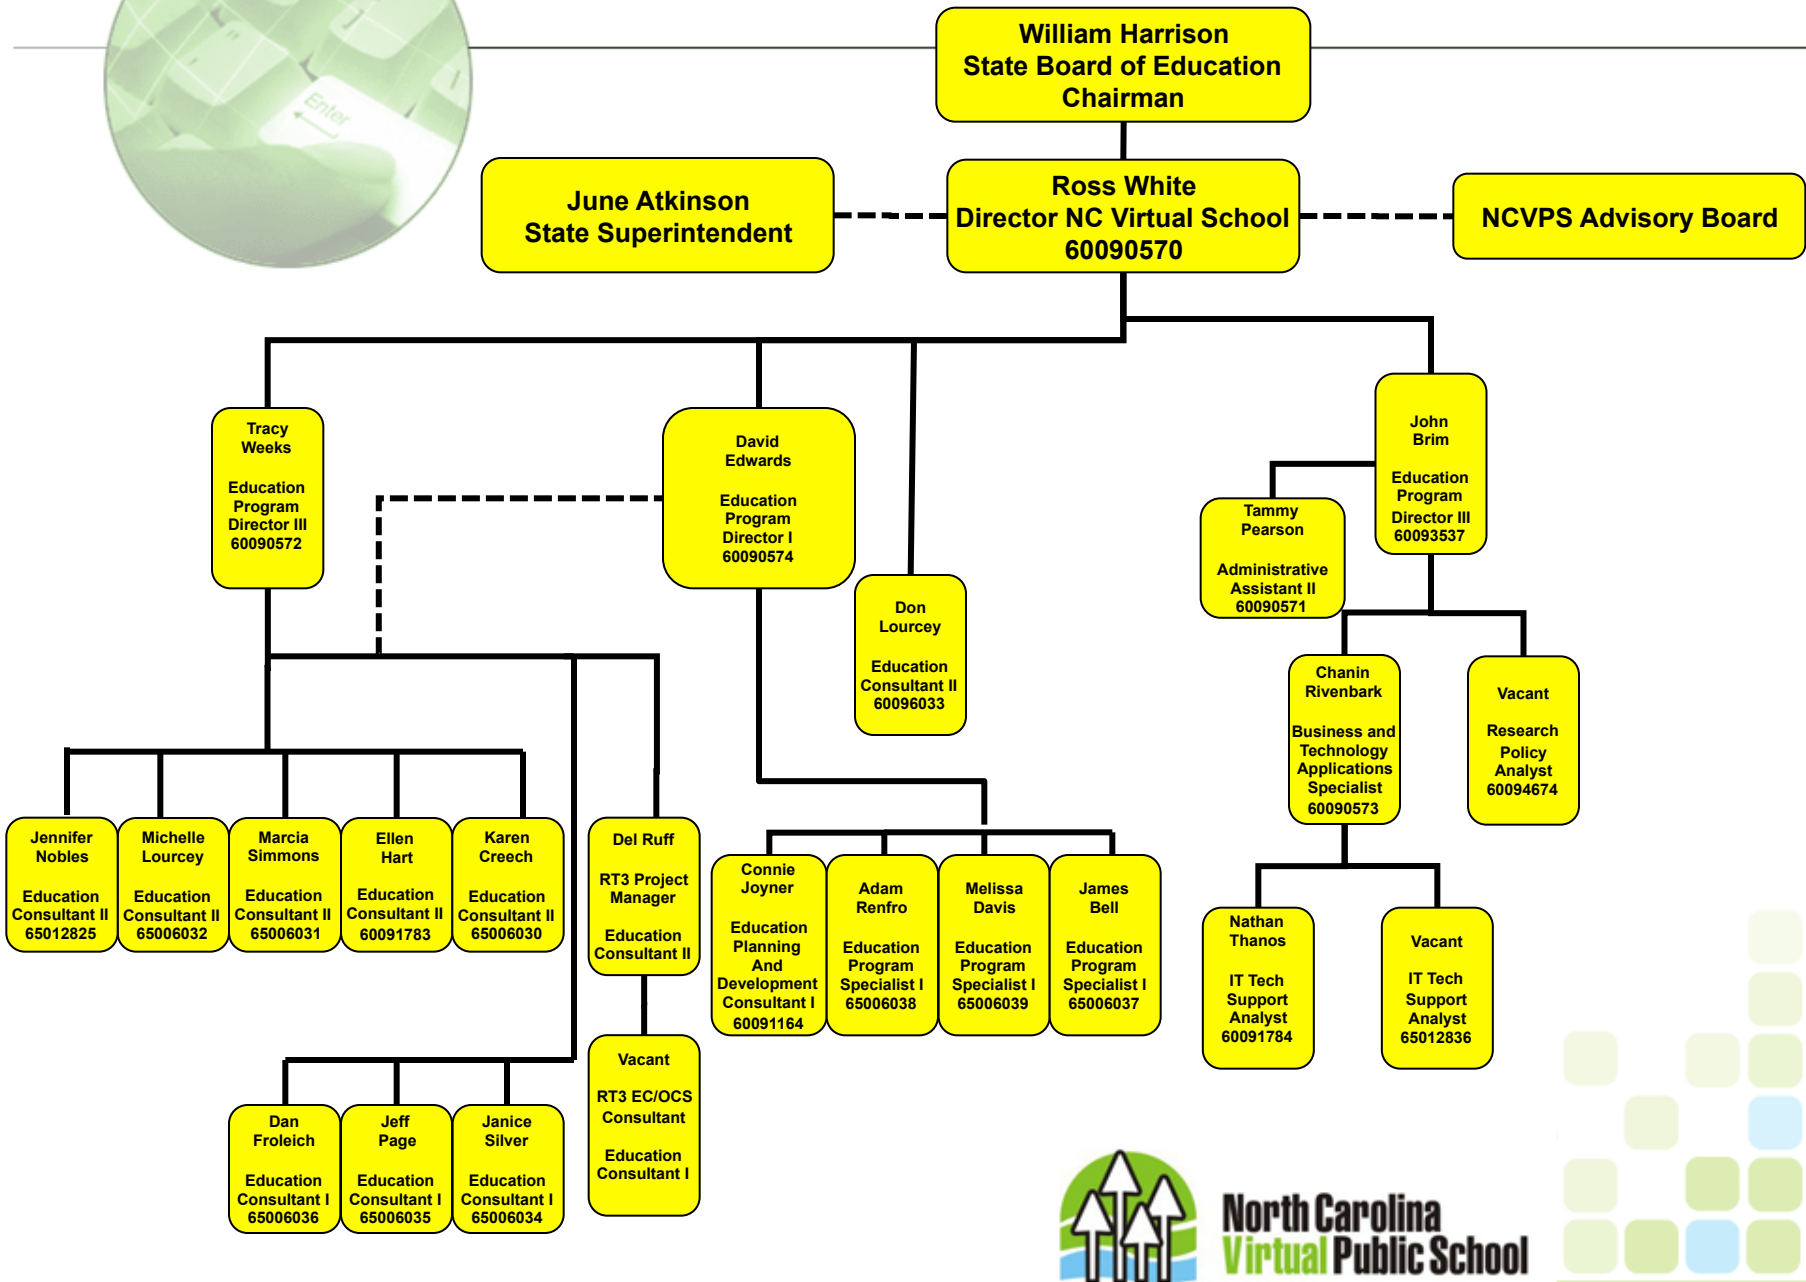 Enter
William Harrison
State Board of Education
Chairman
June Atkinson
State Superintendent
Ross White
Director NC Virtual School
60090570
NCVPS Advisory Board
Tracy
Weeks
Education
Program
Director III
60090572
David
Edwards
Education
Program
Director I
60090574
Don
Lourcey
Education
Consultant II
60096033
John
Brim
Education
Program
Director III
60093537
Tammy
Pearson
Administrative
Assistant II
60090571
Chanin
Rivenbark
Business and
Technology
Applications
Specialist
60090573
Vacant
Research
Policy
Analyst
60094674
Jennifer
Nobles
Education
Consultant II
65012825
Michelle
Lourcey
Education
Consultant II
65006032
Marcia
Simmons
Education
Consultant II
65006031
Ellen
Hart
Education
Consultant II
60091783
Karen
Creech
Education
Consultant II
65006030
Del Ruff
RT3 Project
Manager
Education
Consultant II
Connie
Joyner
Education
Planning
And
Development
Consultant I
60091164
Adam
Renfro
Education
Program
Specialist I
65006038
Melissa
Davis
Education
Program
Specialist I
65006039
James
Bell
Education
Program
Specialist I
65006037
Nathan
Thanos
IT Tech
Support
Analyst
60091784
Vacant
IT Tech
Support
Analyst
65012836
Dan
Froleich
Education
Consultant I
65006036
Jeff
Page
Education
Consultant I
65006035
Janice
Silver
Education
Consultant I
65006034
Vacant
RT3 EC/OCS
Consultant
Education
Consultant I
North Carolina
Virtual Public School